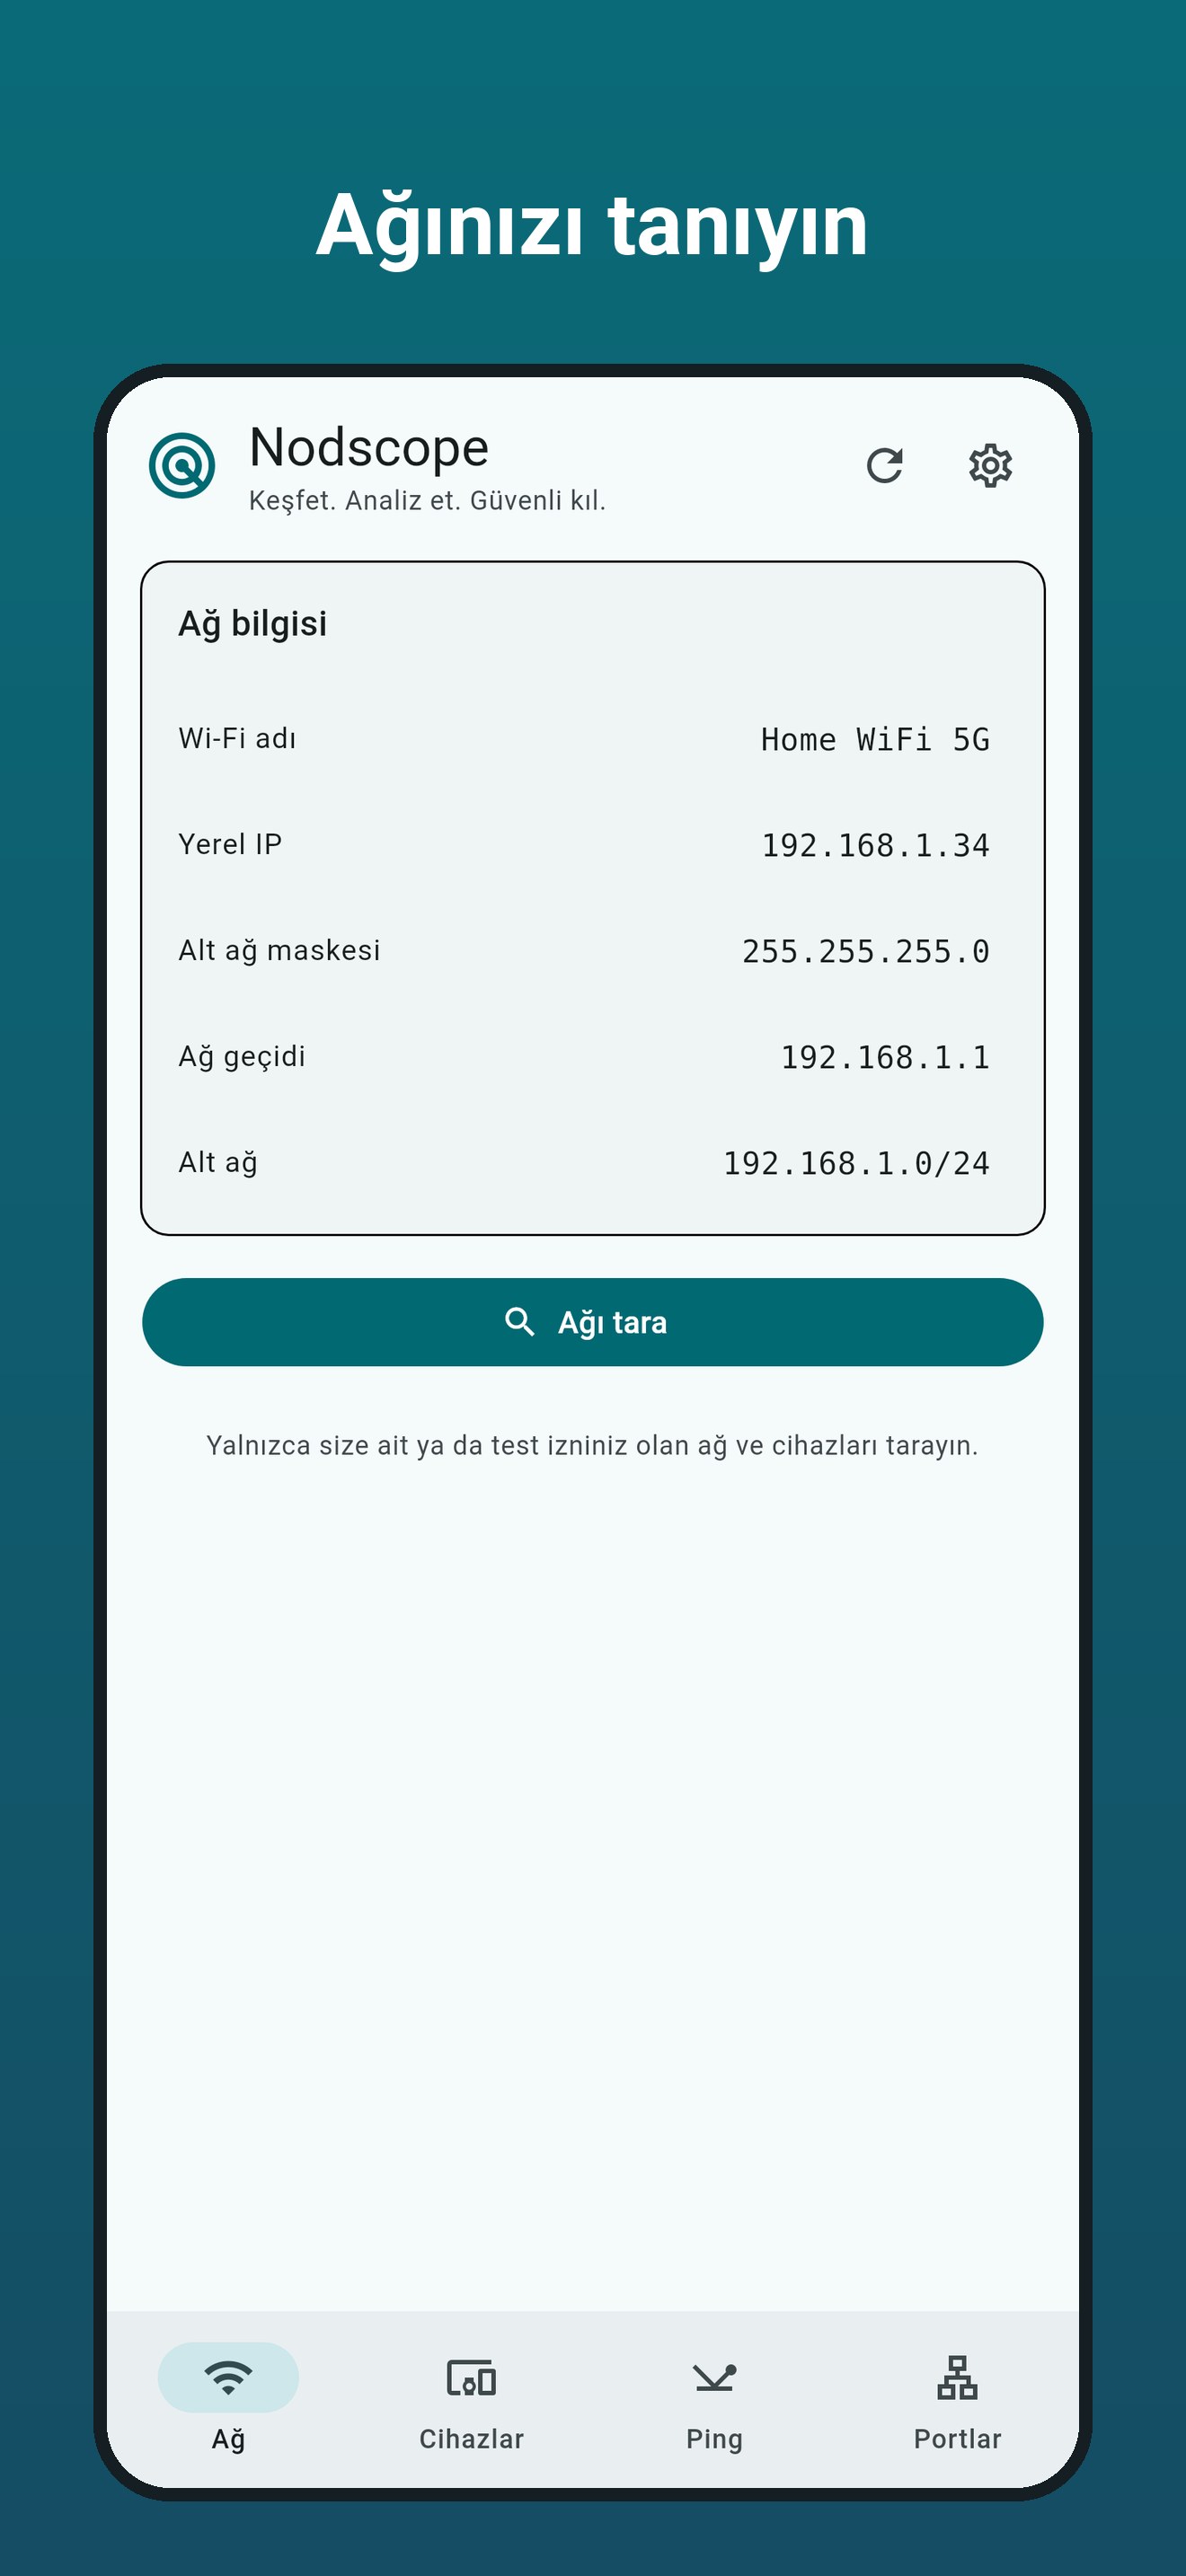 Ağınızı tanıyın
Nodscope
Keşfet. Analiz et. Güvenli kıl.
Ağ bilgisi
Wi-Fi adı Home WiFi 5G
Yerel IP 192.168.1.34
Alt ağ maskesi 255.255.255.0
Ağ geçidi 192.168.1.1
Alt ağ 192.168.1.0/24
Ağı tara
Yalnızca size ait ya da test izniniz olan ağ ve cihazları tarayın.
Ağ Cihazlar Ping Portlar